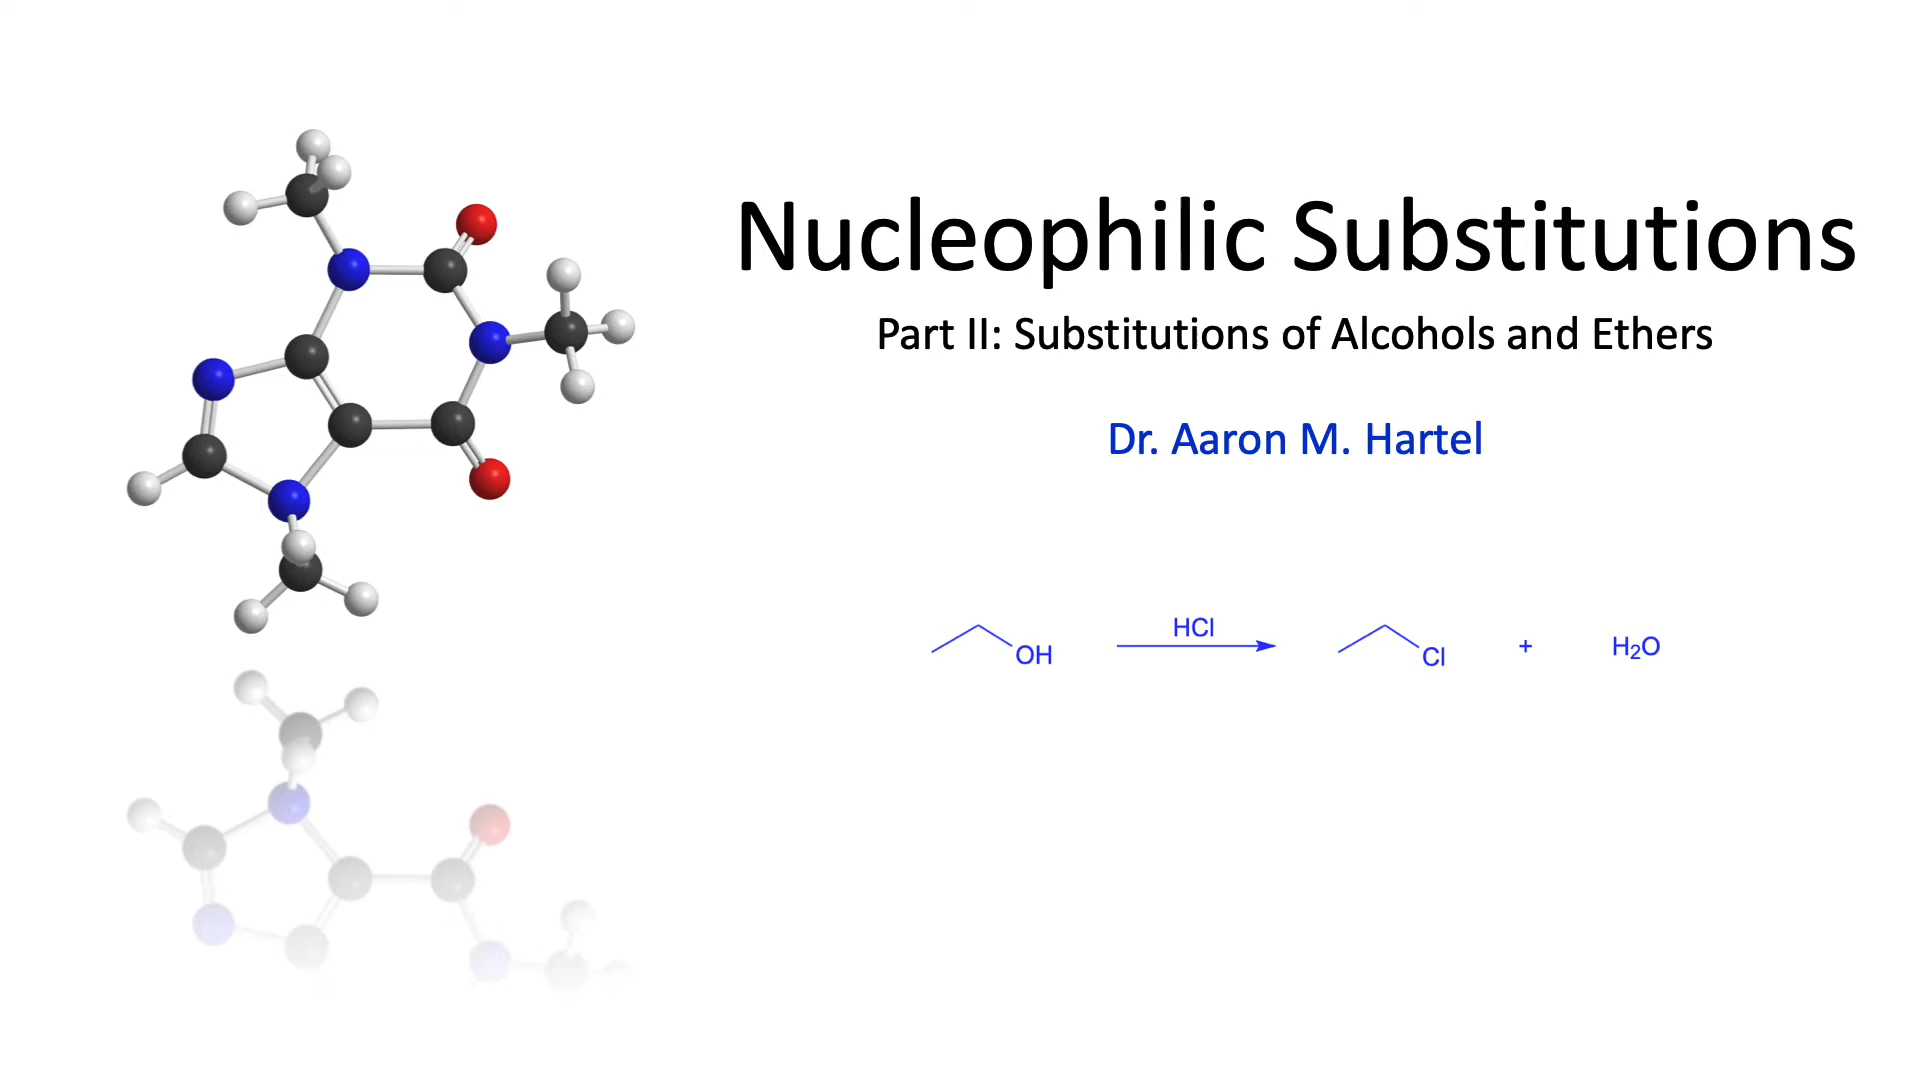 Nucleophilic Substitutions
Part II: Substitutions of Alcohols and Ethers
Dr. Aaron M. Hartel
HCl
OH Cl + H₂O